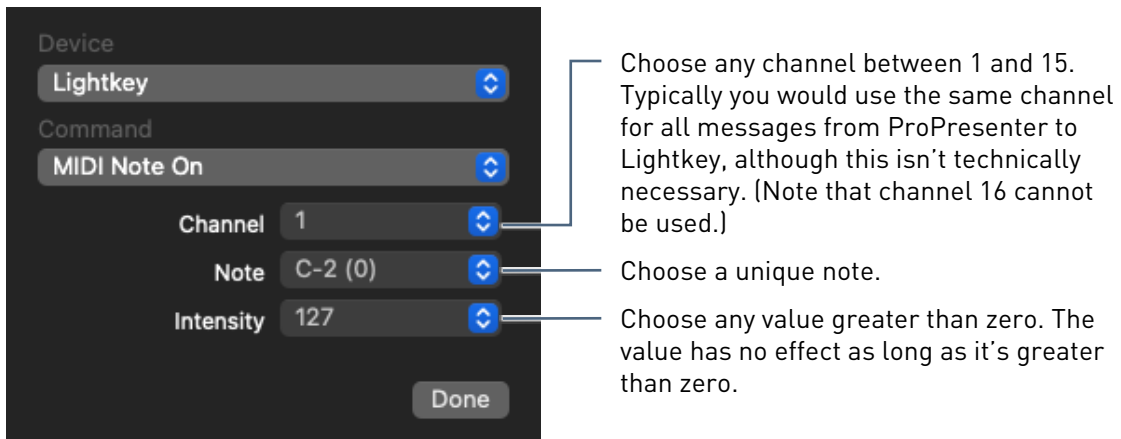 Device
Lightkey
Command
MIDI Note On
Channel 1
Note C-2 (0)
Intensity 127
Done
Choose any channel between 1 and 15.
Typically you would use the same channel
for all messages from ProPresenter to
Lightkey, although this isn't technically
necessary. (Note that channel 16 cannot
be used.)
Choose a unique note.
Choose any value greater than zero. The
value has no effect as long as it's greater
than zero.